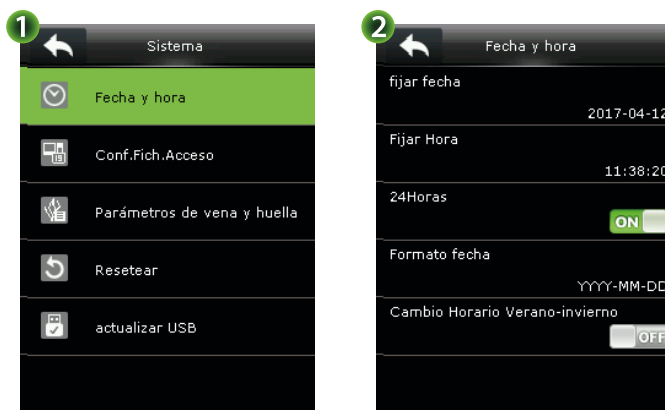 1
Sistema
Fecha y hora
Conf.Fich.Acceso
Parámetros de vena y huella
Resetear
actualizar USB
2
Fecha y hora
fijar fecha
2017-04-12
Fijar Hora
11:38:20
24Horas
ON
Formato fecha
YYYY-MM-DD
Cambio Horario Verano-invierno
OFF